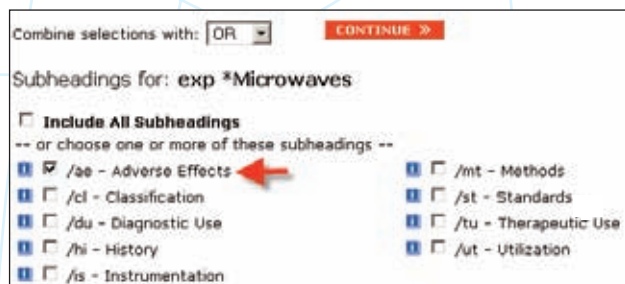 Combine selections with: OR CONTINUE »
Subheadings for: exp *Microwaves
Include All Subheadings
-- or choose one or more of these subheadings --
/ae - Adverse Effects
/cl - Classification
/du - Diagnostic Use
/hi - History
/is - Instrumentation
/mt - Methods
/st - Standards
/tu - Therapeutic Use
/ut - Utilization